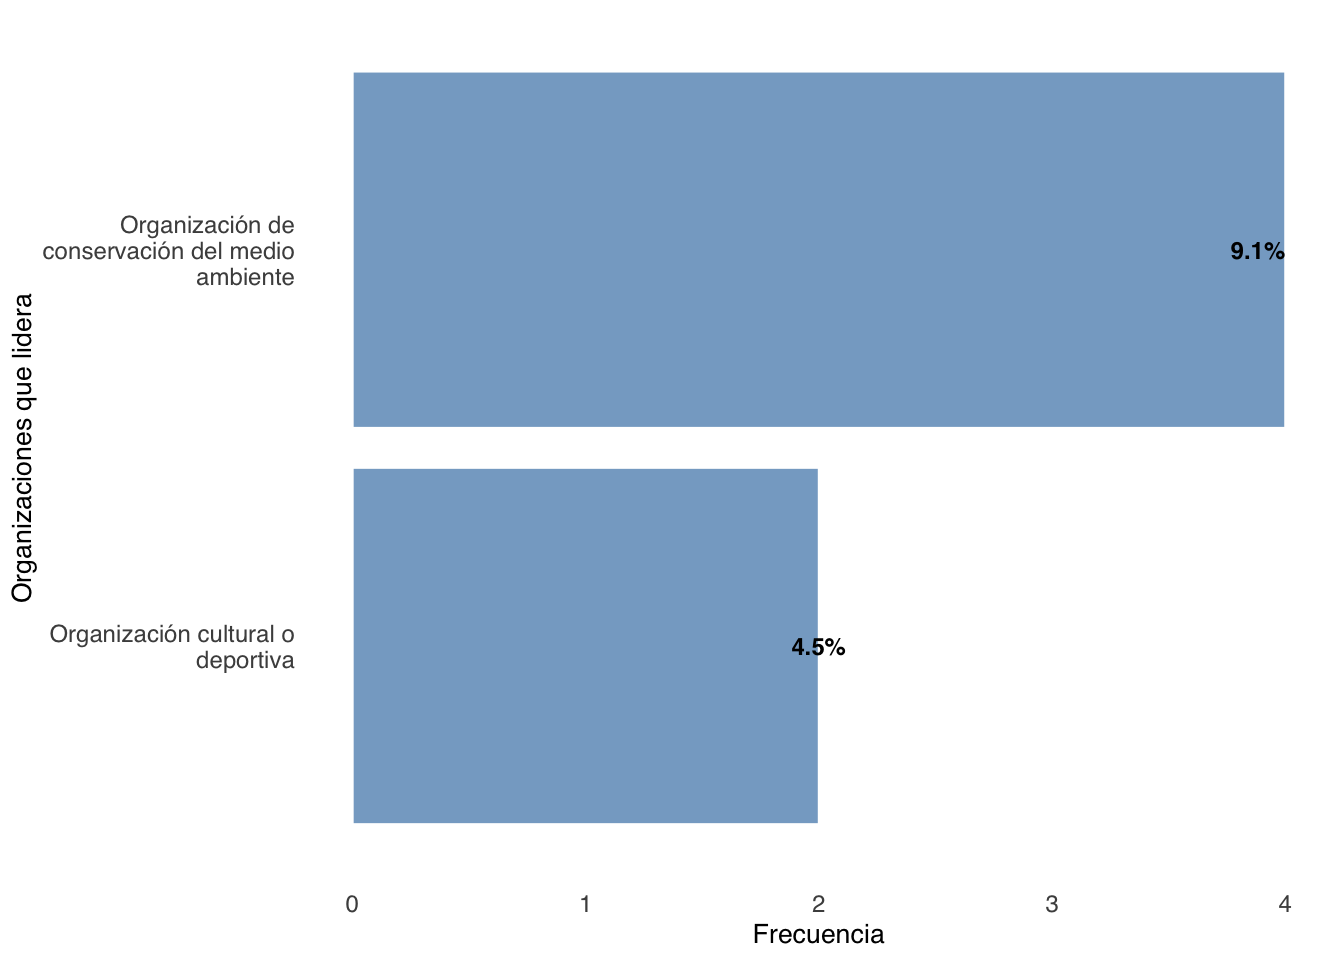 Organizaciones que lidera
Organización de
conservación del medio
ambiente
9.1%
Organización cultural o
deportiva
4.5%
0 1 2 3 4
Frecuencia